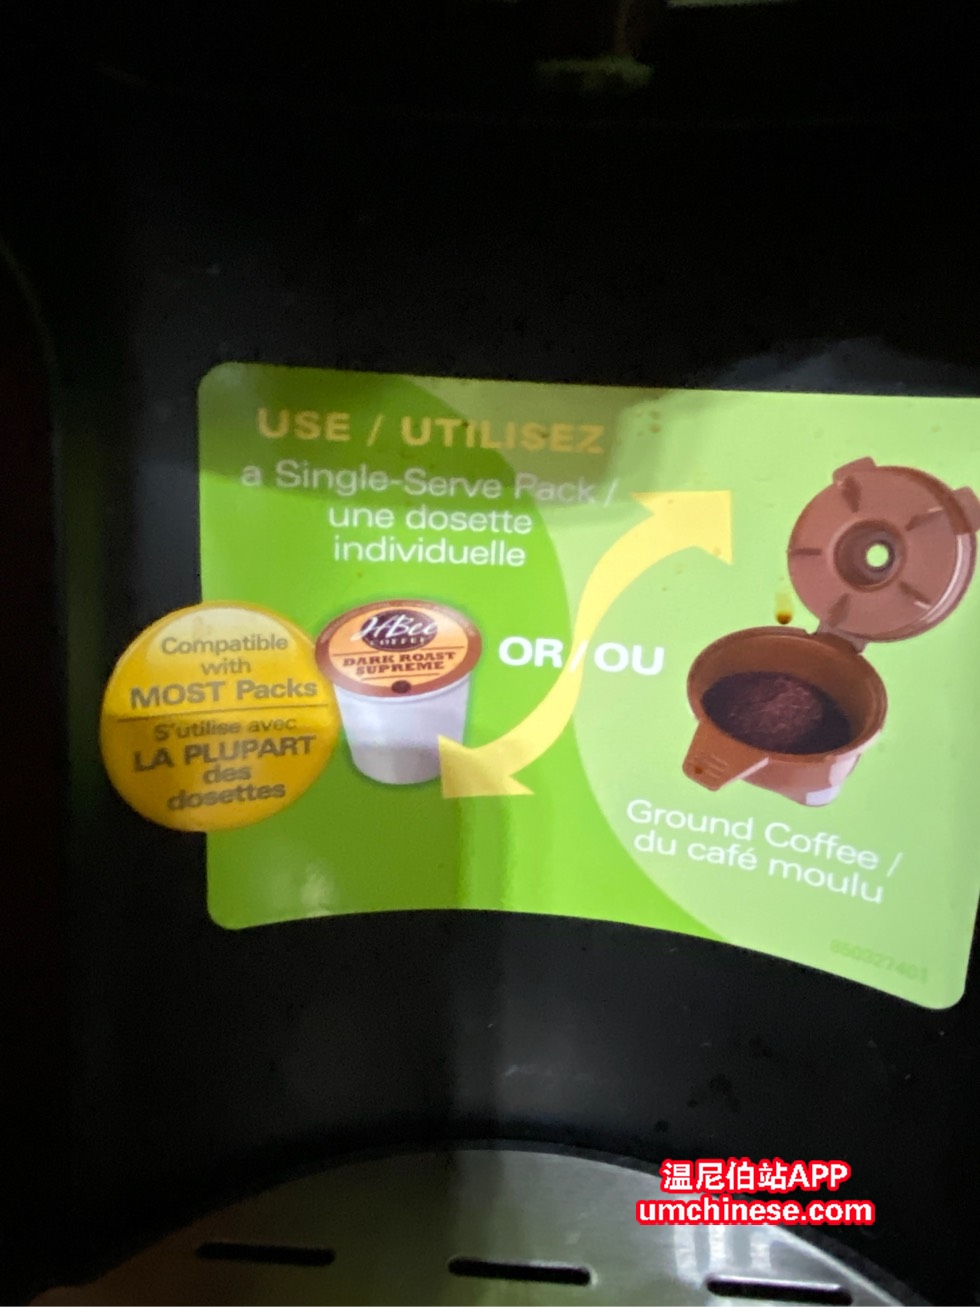 USE / UTILISEZ
a Single-Serve Pack /
une dosette
individuelle
Compatible
with
MOST Packs
S'utilise avec
LA PLUPART
des
dosettes
COFFEE
DARK ROAST
SUPREME
OR / OU
Ground Coffee /
du café moulu
温尼伯站APP
umchinese.com